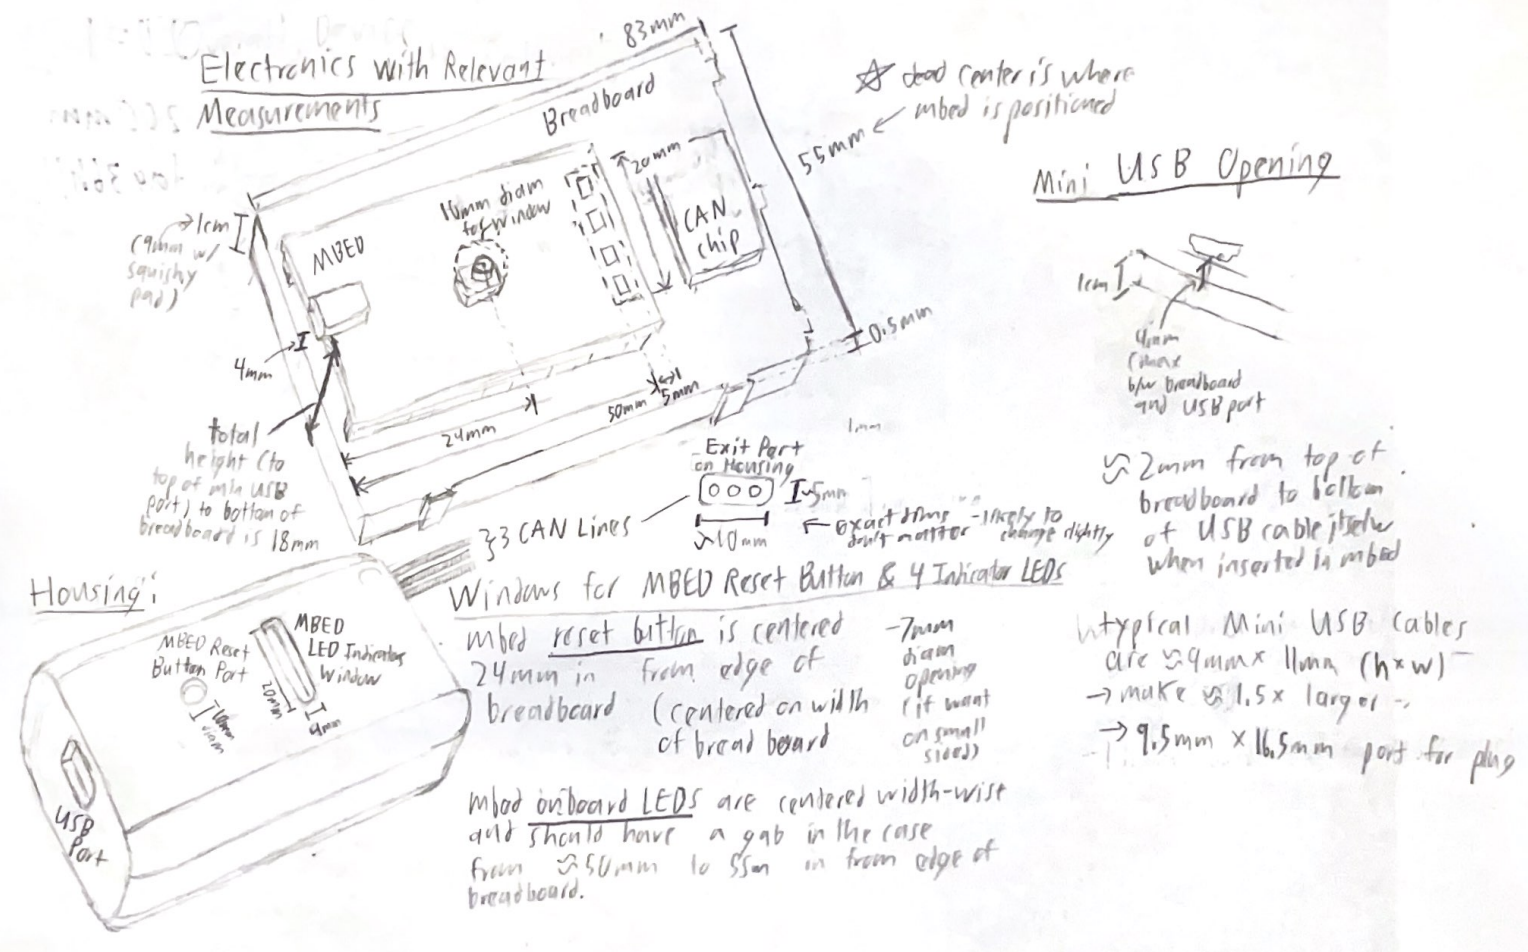 Electronics with Relevant
Measurements
83mm
Breadboard
55mm
☆ dead center is where
← mbed is positioned
→1cm
(9mm w/
squishy
pad)
MBED
10mm diam
for window
20mm
CAN
chip
0.5mm
4mm
24mm
50mm
5mm
total
height (to
top of min USB
port) to bottom of
breadboard is 18mm
1mm
Exit Port
on Housing
~5mm
~10mm
}3 CAN LINES
← exact dims - likely to
don't matter change slightly
Mini USB Opening
1cm
4mm
(max
b/w breadboard
and USB port
≈ 2mm from top of
breadboard to bottom
of USB cable itself
when inserted in mbed
typical Mini USB Cables
are ≈9mm x 11mm (h x w)
→ make ≈ 1.5x larger
→ 9.5mm x 16.5mm port for plug
Housing:
MBED Reset
Button Port
10mm
diam
MBED
LED Indicator
Window
20mm
4mm
USB
Port
Windows for MBED Reset Button & 4 Indicator LEDs
mbed reset button is centered
24mm in from edge of
breadboard (centered on width
of bread board
-7mm
diam
opening
(if want
on small
sides)
mbed onboard LEDs are centered width-wise
and should have a gab in the case
from ≈50mm to 55m in from edge of
breadboard.